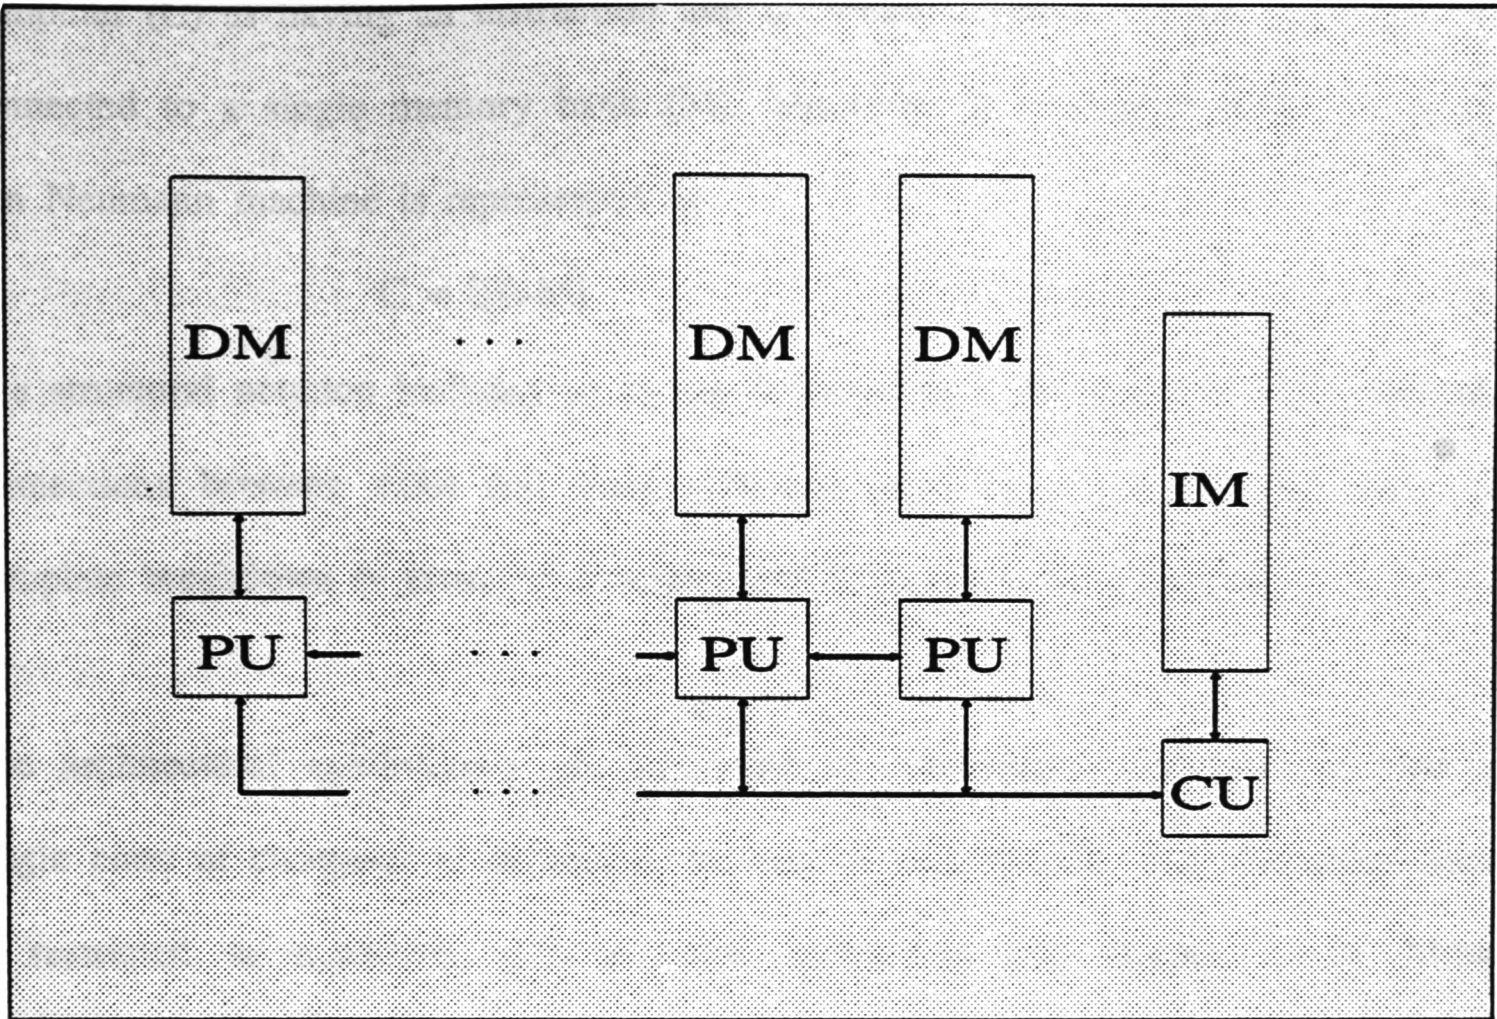 DM
. . .
DM
DM
IM
PU
. . .
PU
PU
. . .
CU